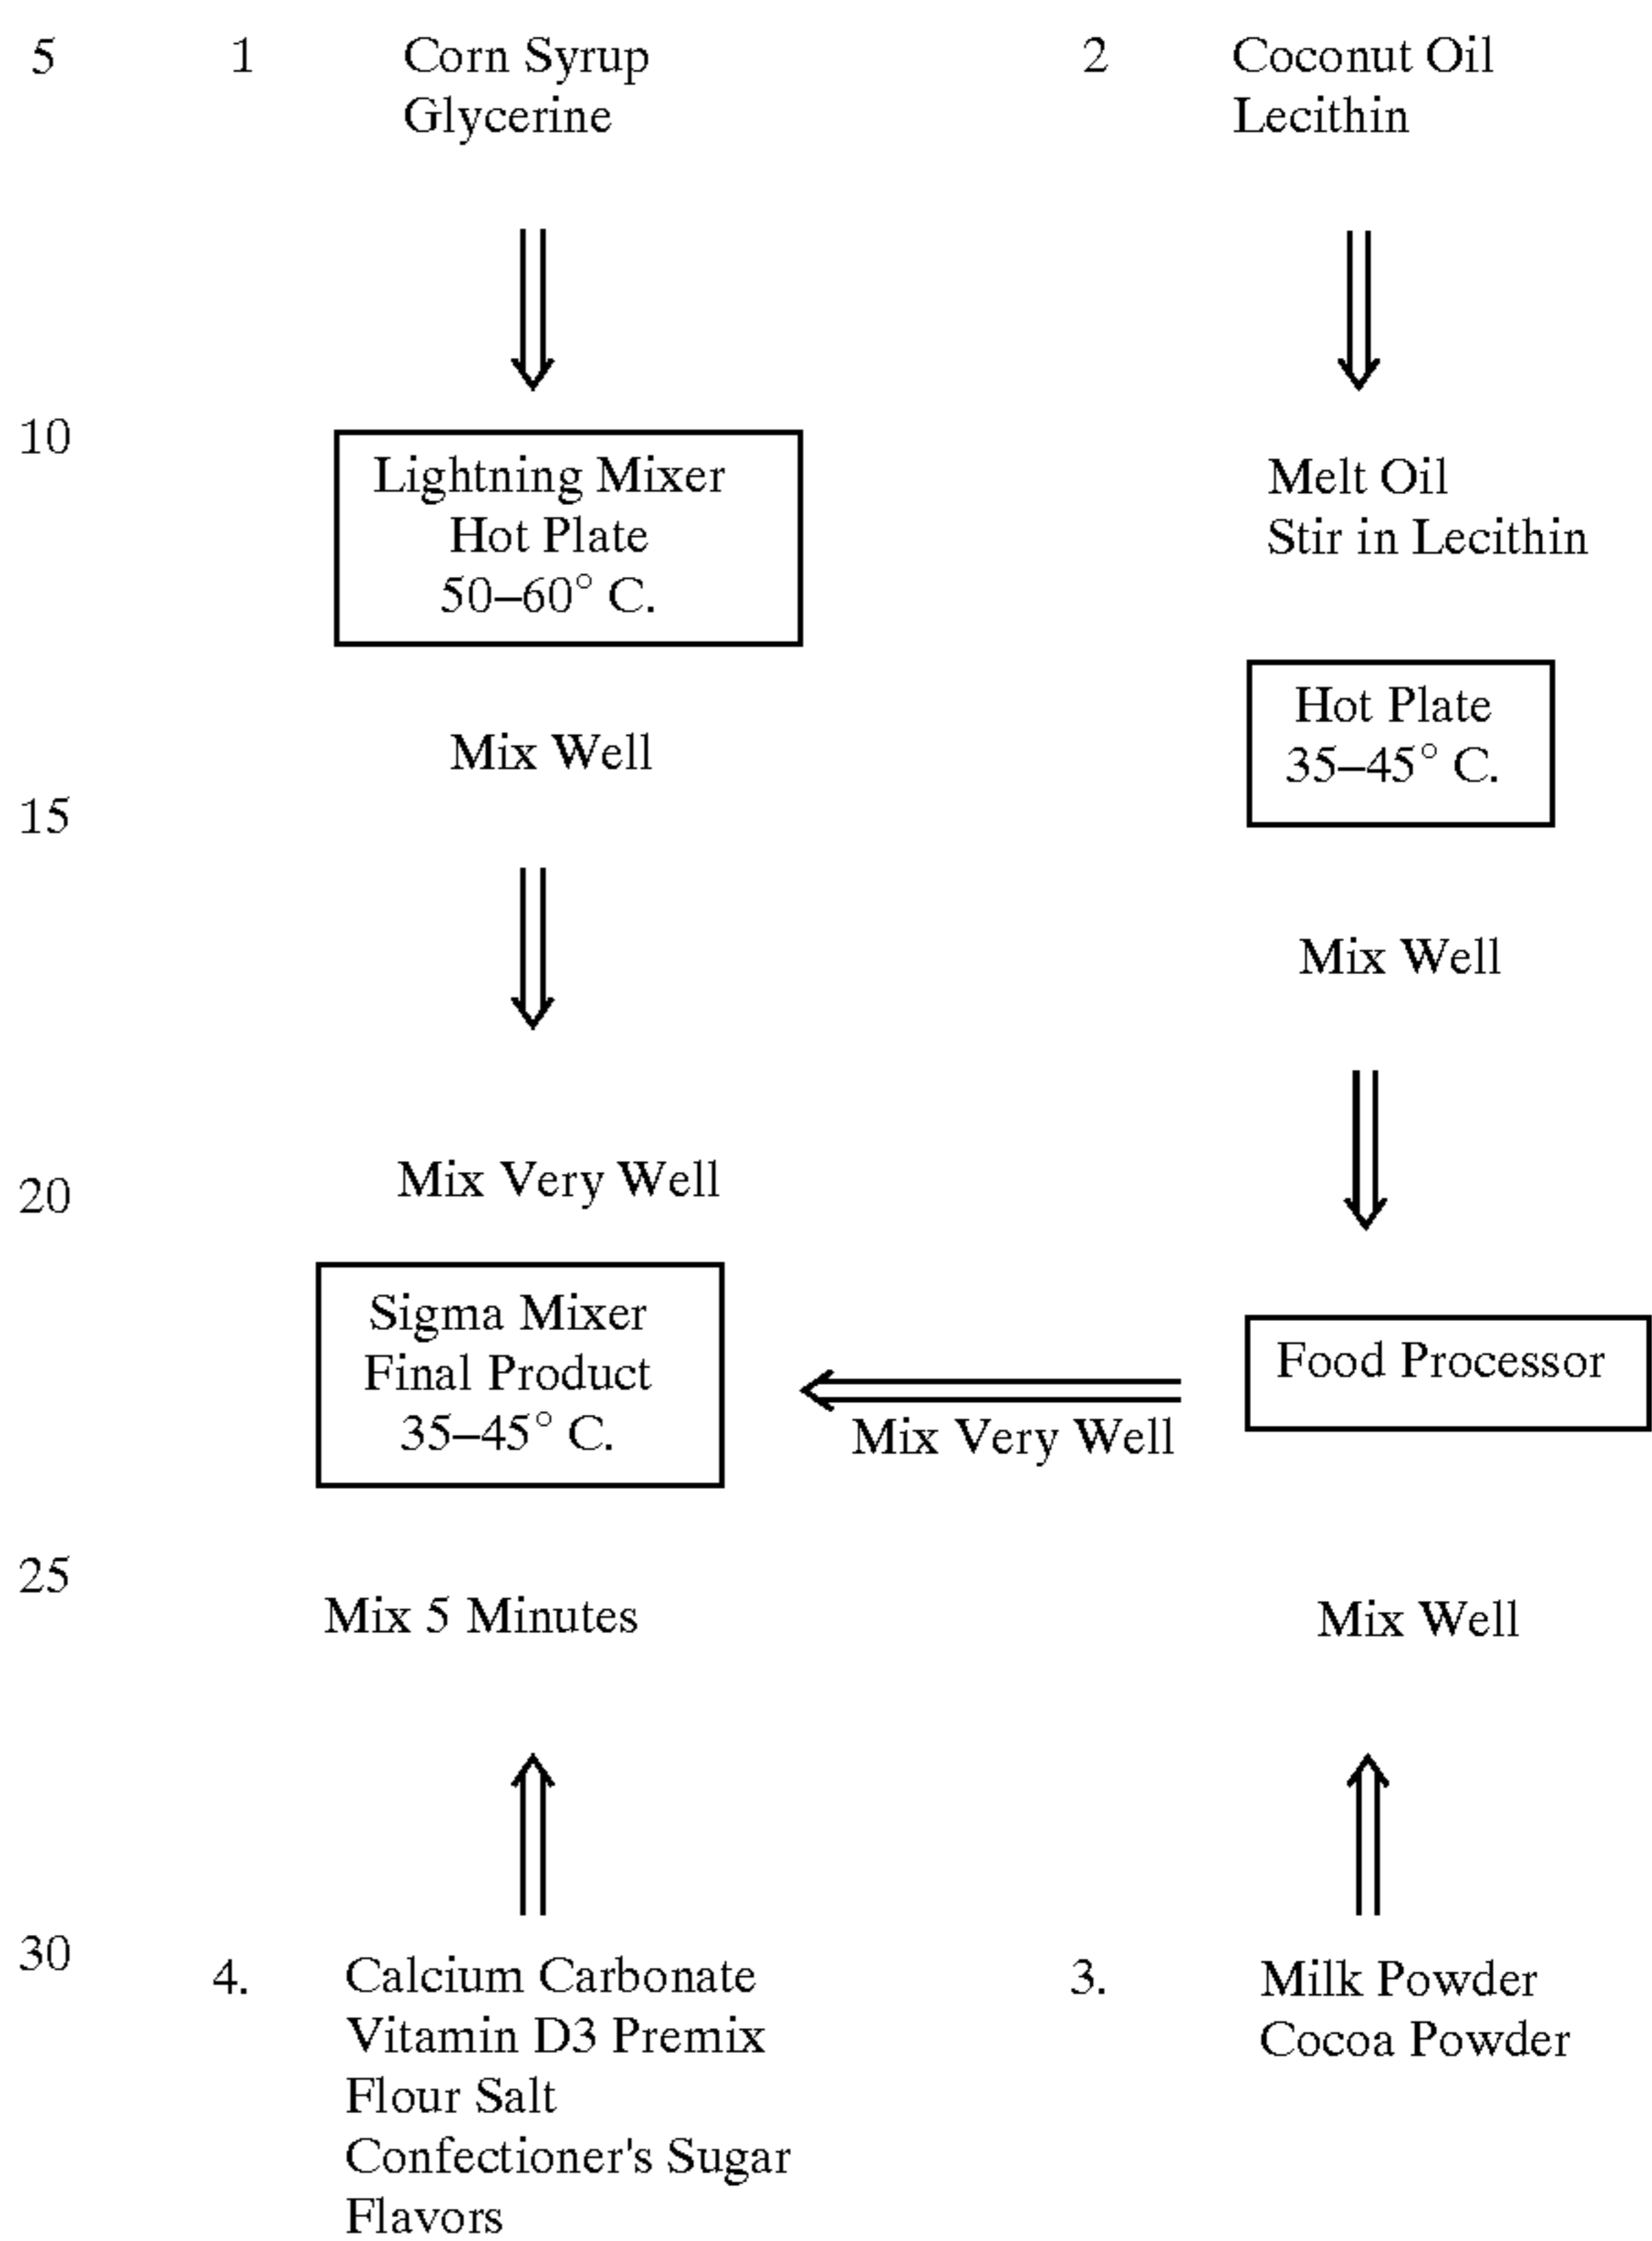 5 1 Corn Syrup 2 Coconut Oil
Glycerine Lecithin
10
Lightning Mixer Melt Oil
Hot Plate Stir in Lecithin
50–60° C.
Hot Plate
Mix Well 35–45° C.
15
Mix Well
Mix Very Well
20
Sigma Mixer Food Processor
Final Product
35–45° C. Mix Very Well
25
Mix 5 Minutes Mix Well
30
4. Calcium Carbonate 3. Milk Powder
Vitamin D3 Premix Cocoa Powder
Flour Salt
Confectioner's Sugar
Flavors